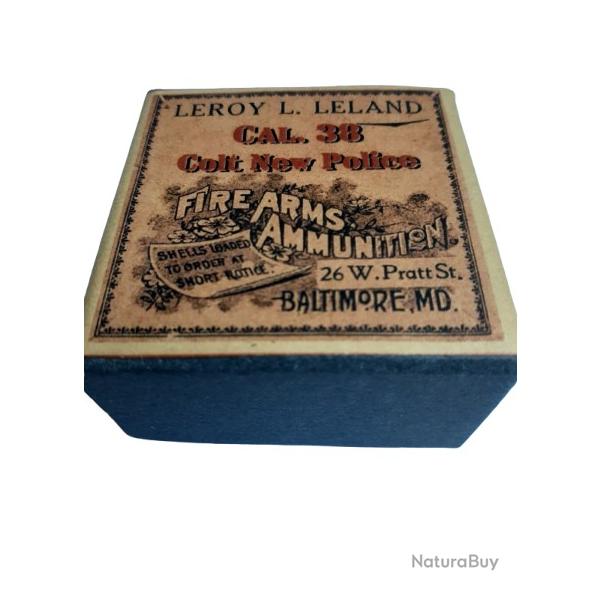 LEROY L. LELAND
CAL. 38
Colt New Police
FIRE ARMS
AMMUNITION.
SHELLS LOADED
TO ORDER AT
SHORT NOTICE.
26 W. Pratt St.
BALTIMORE, MD.
NaturaBuy